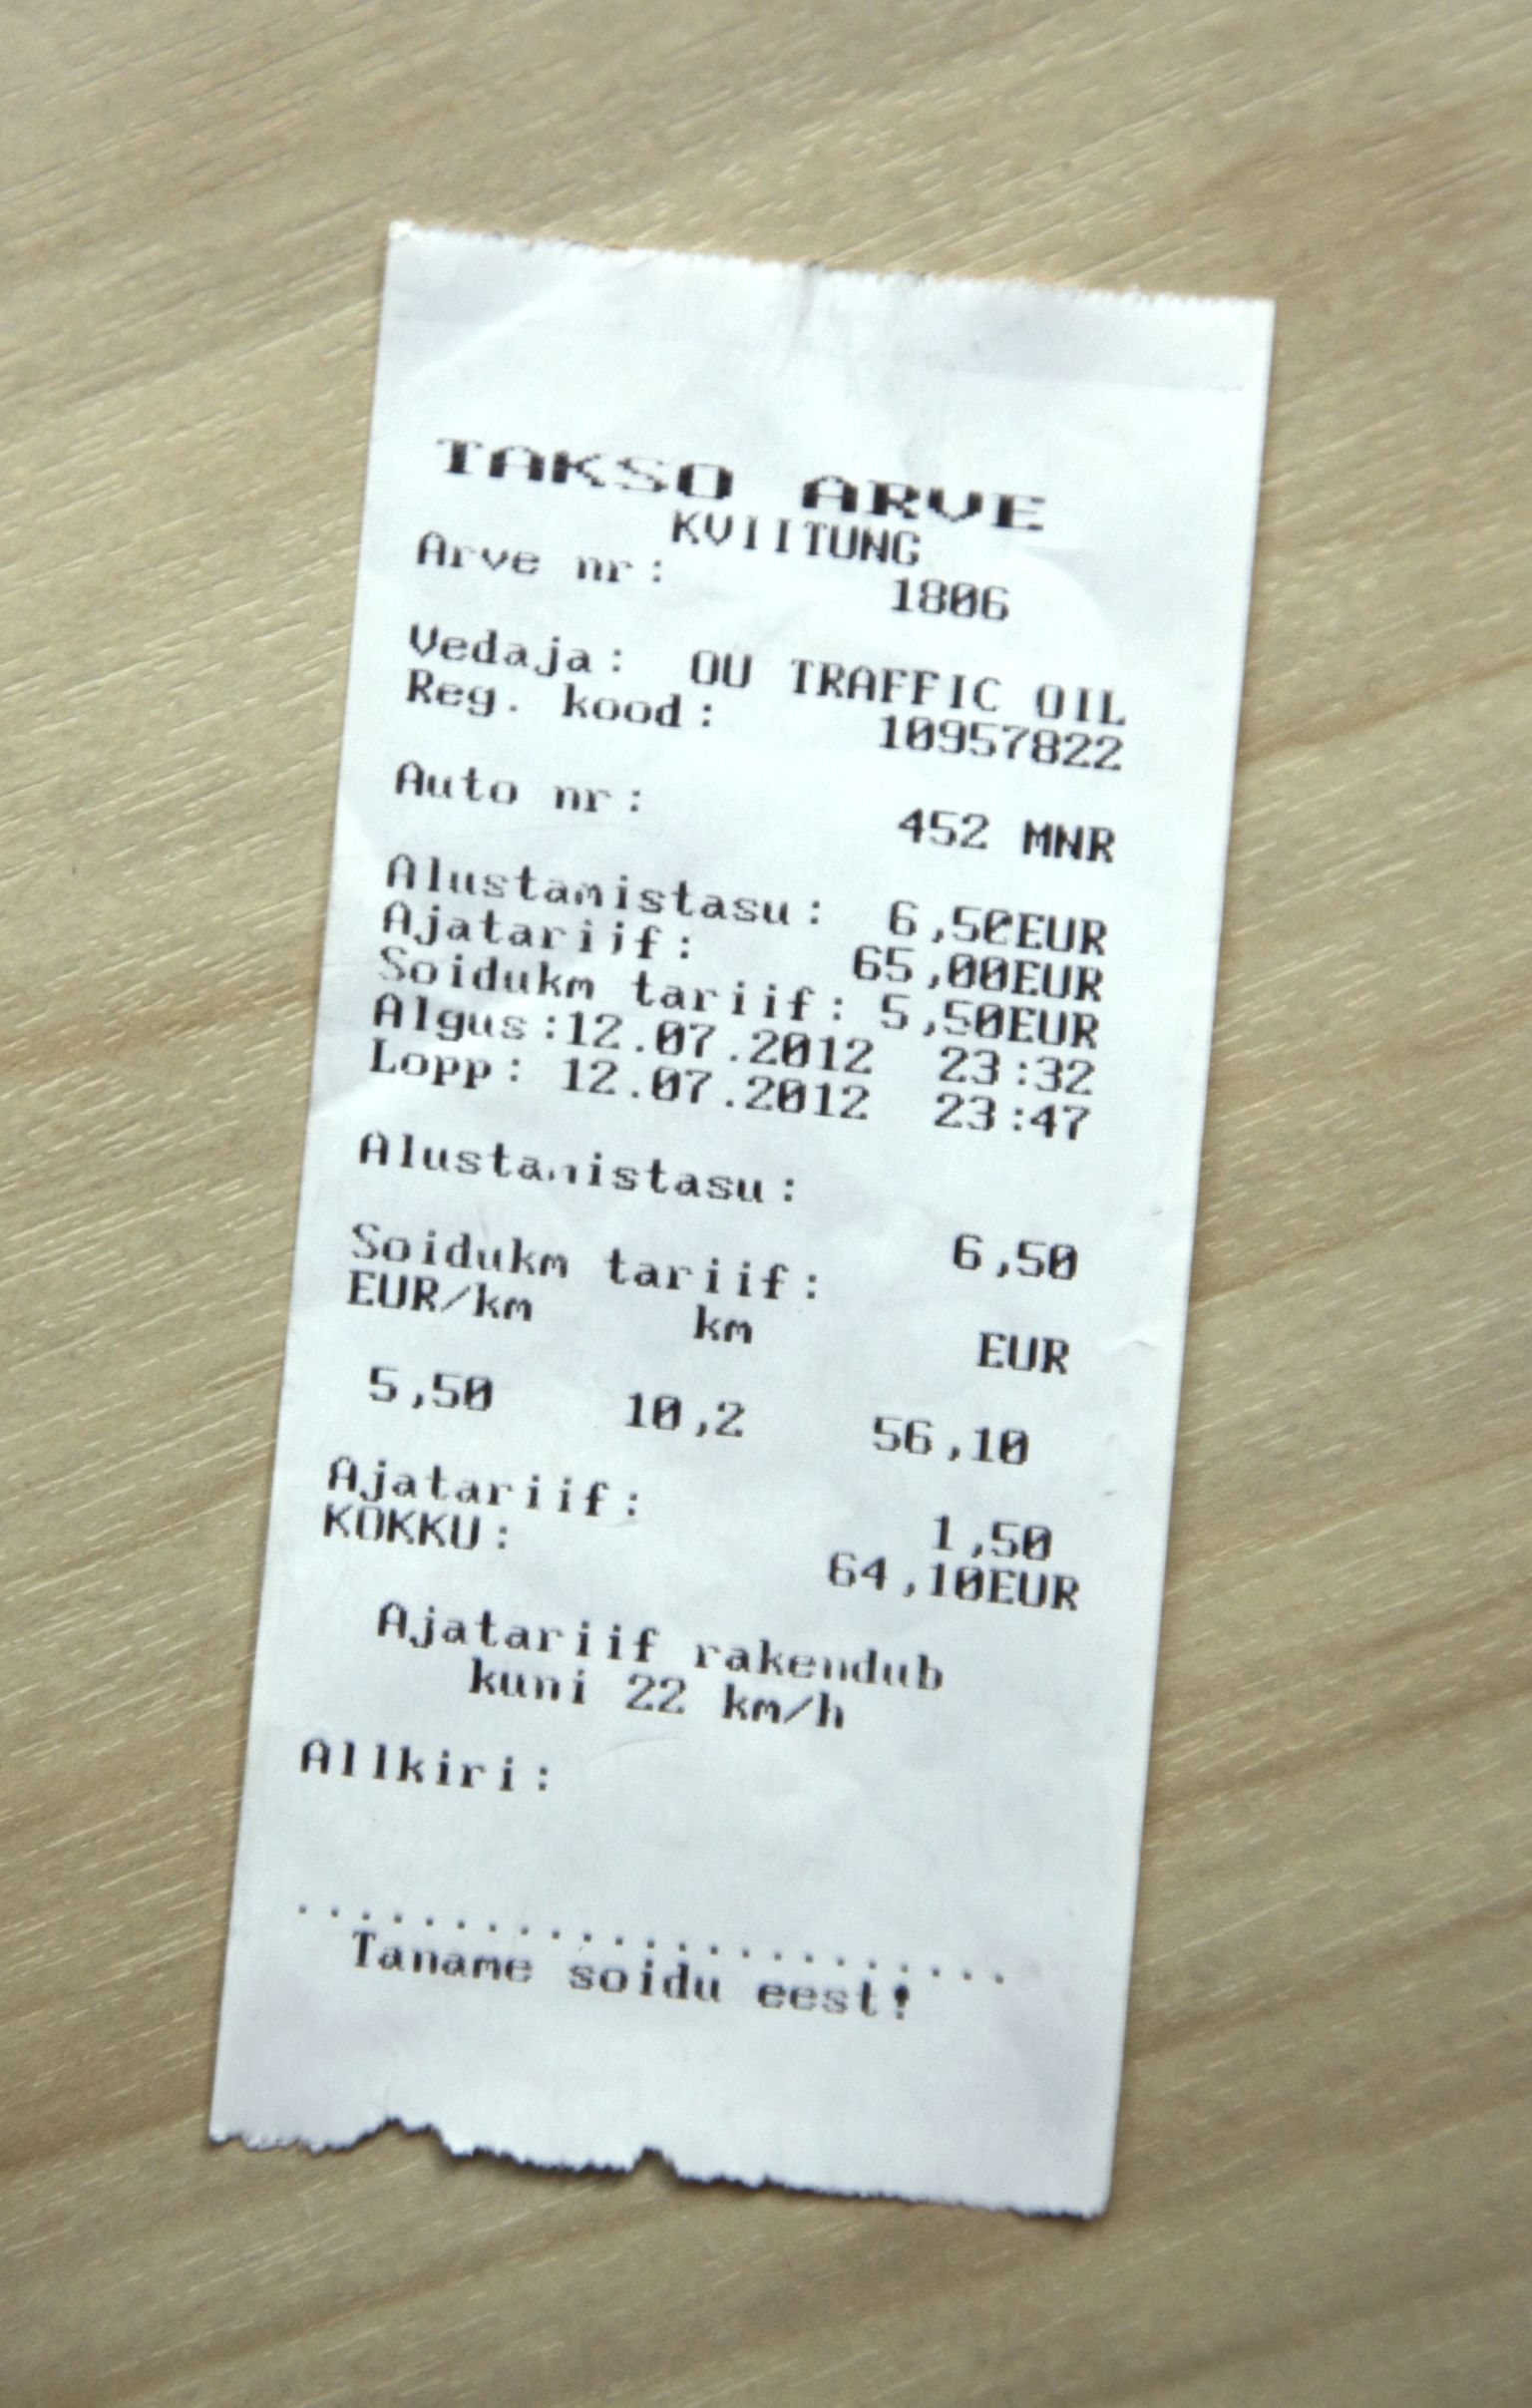 TAKSO ARVE
KVIITUNG
Arve nr: 1806
Vedaja: OU TRAFFIC OIL
Reg. kood: 10957822
Auto nr: 452 MNR
Alustamistasu: 6,50EUR
Ajatariif: 65,00EUR
Soidukm tariif: 5,50EUR
Algus:12.07.2012 23:32
Lopp: 12.07.2012 23:47
Alustamistasu:
6,50
Soidukm tariif:
EUR/km km EUR
5,50 10,2 56,10
Ajatariif: 1,50
KOKKU: 64,10EUR
Ajatariif rakendub
kuni 22 km/h
Allkiri:
.......................
Taname soidu eest!